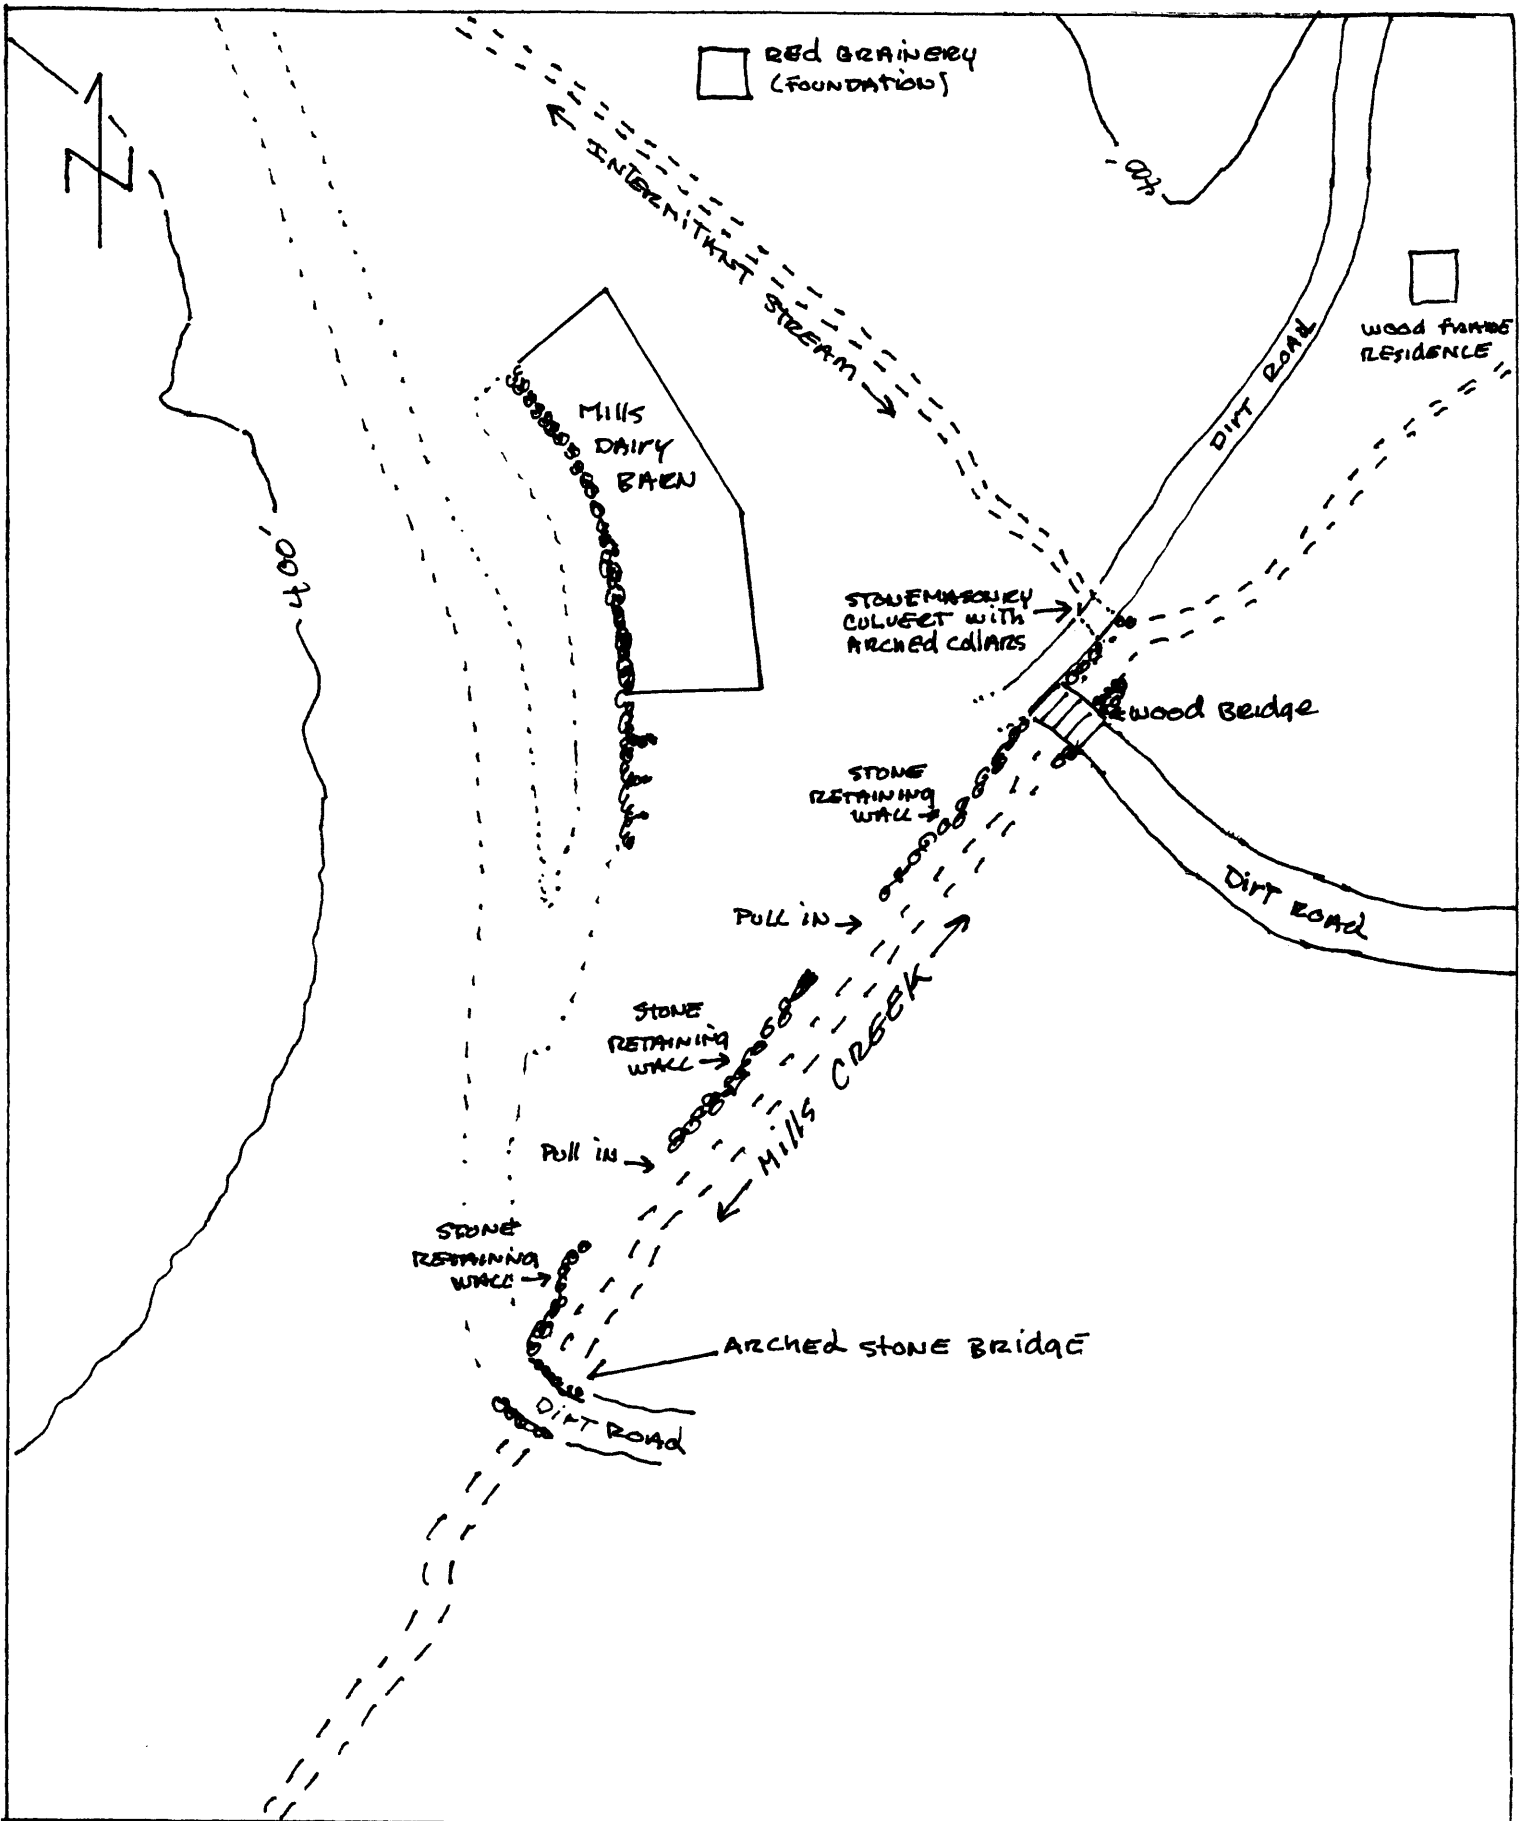 RED GRAINERY
(FOUNDATION)
N
INTERMITANT STREAM
400
DIRT ROAD
WOOD FRAME
RESIDENCE
MILLS
DAIRY
BARN
400
STONEMASONRY
CULVERT WITH
ARCHED COLLARS
WOOD BRIDGE
STONE
RETAINING
WALL
DIRT ROAD
PULL IN
MILLS CREEK
STONE
RETAINING
WALL
PULL IN
STONE
RETAINING
WALL
ARCHED STONE BRIDGE
DIRT ROAD